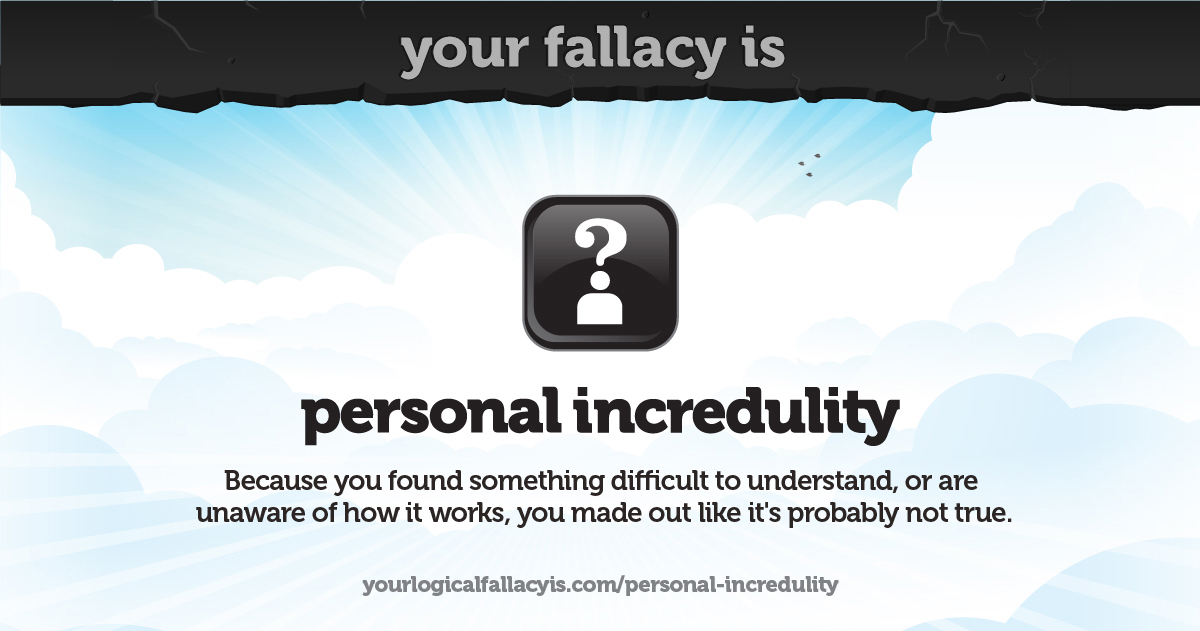 your fallacy is
?
personal incredulity
Because you found something difficult to understand, or are
unaware of how it works, you made out like it's probably not true.
yourlogicalfallacyis.com/personal-incredulity